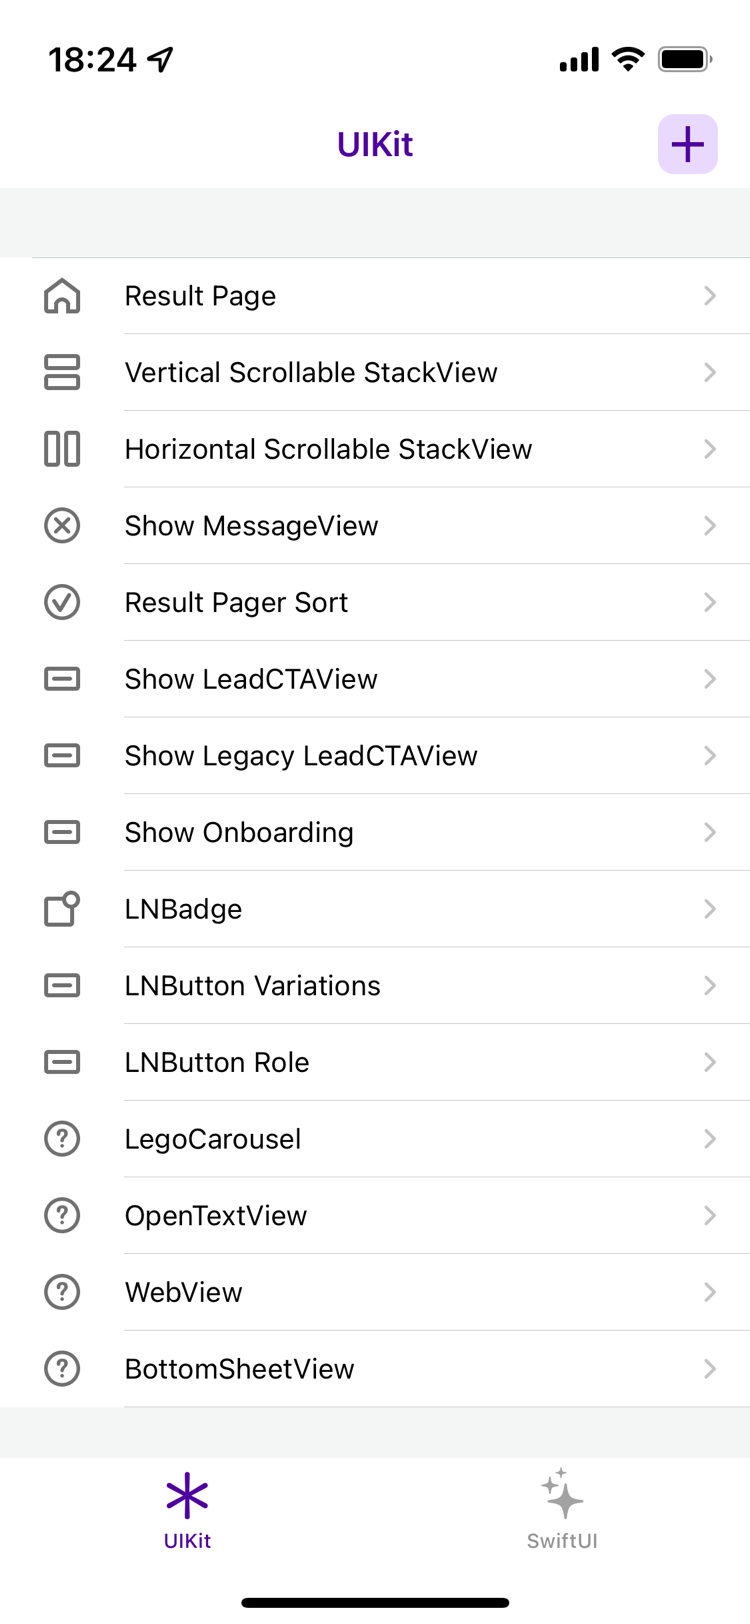 18:24
UIKit
Result Page
Vertical Scrollable StackView
Horizontal Scrollable StackView
Show MessageView
Result Pager Sort
Show LeadCTAView
Show Legacy LeadCTAView
Show Onboarding
LNBadge
LNButton Variations
LNButton Role
LegoCarousel
OpenTextView
WebView
BottomSheetView
UIKit
SwiftUI